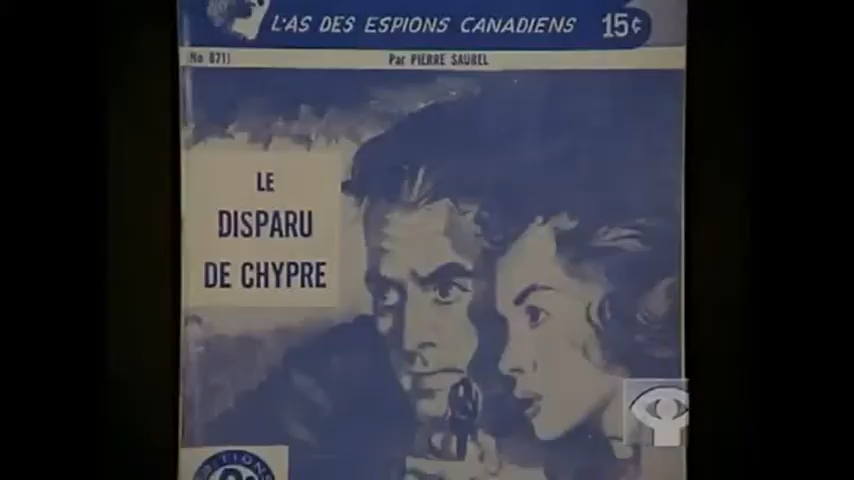 L'AS DES ESPIONS CANADIENS 15¢
No 871) Par PIERRE SAUREL
LE
DISPARU
DE CHYPRE